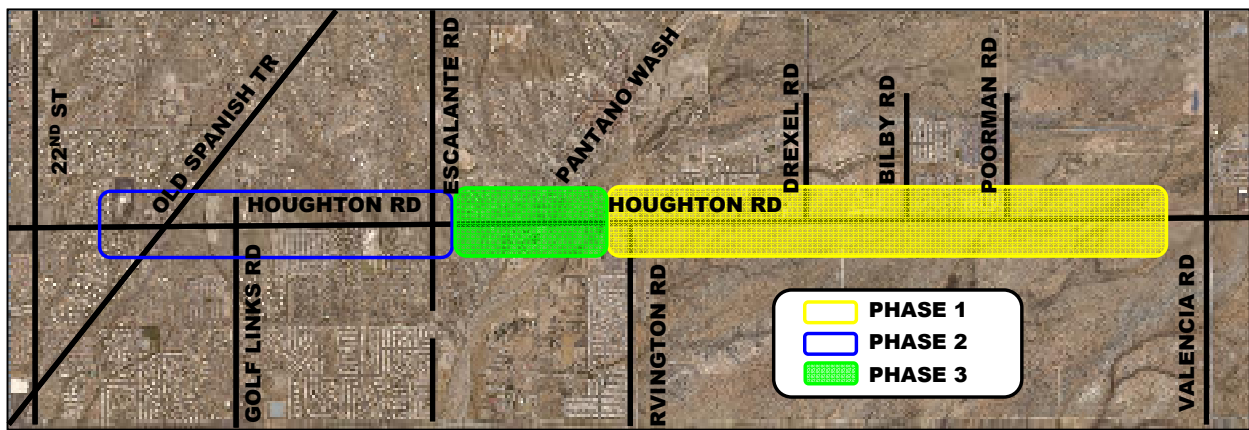 22ND ST
OLD SPANISH TR
ESCALANTE RD
PANTANO WASH
DREXEL RD
BILBY RD
POORMAN RD
HOUGHTON RD
HOUGHTON RD
GOLF LINKS RD
RVINGTON RD
VALENCIA RD
PHASE 1
PHASE 2
PHASE 3